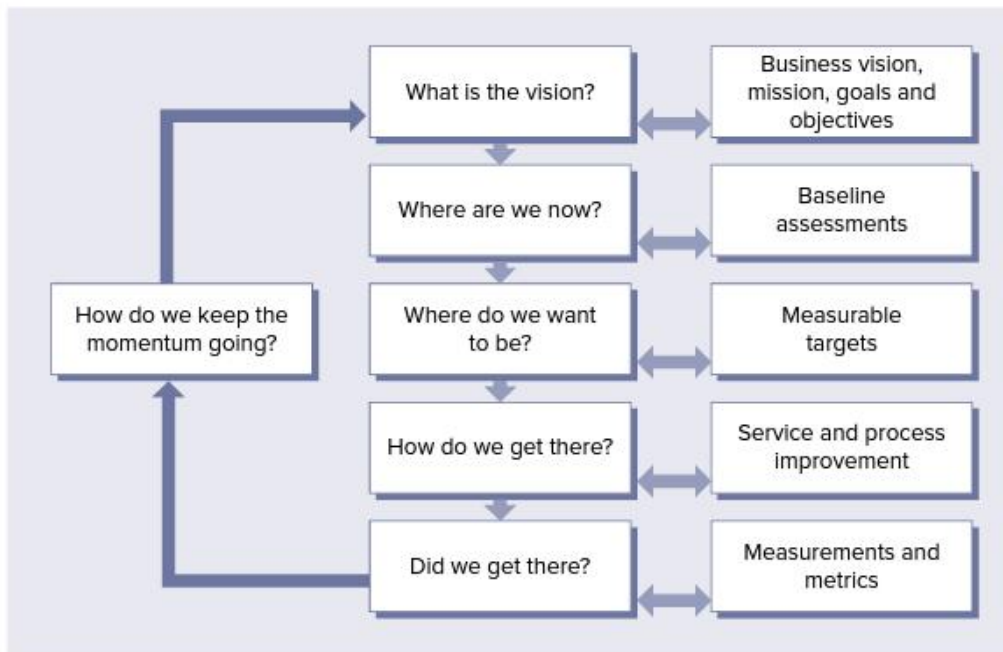 What is the vision?
Business vision,
mission, goals and
objectives
Where are we now?
Baseline
assessments
How do we keep the
momentum going?
Where do we want
to be?
Measurable
targets
How do we get there?
Service and process
improvement
Did we get there?
Measurements and
metrics